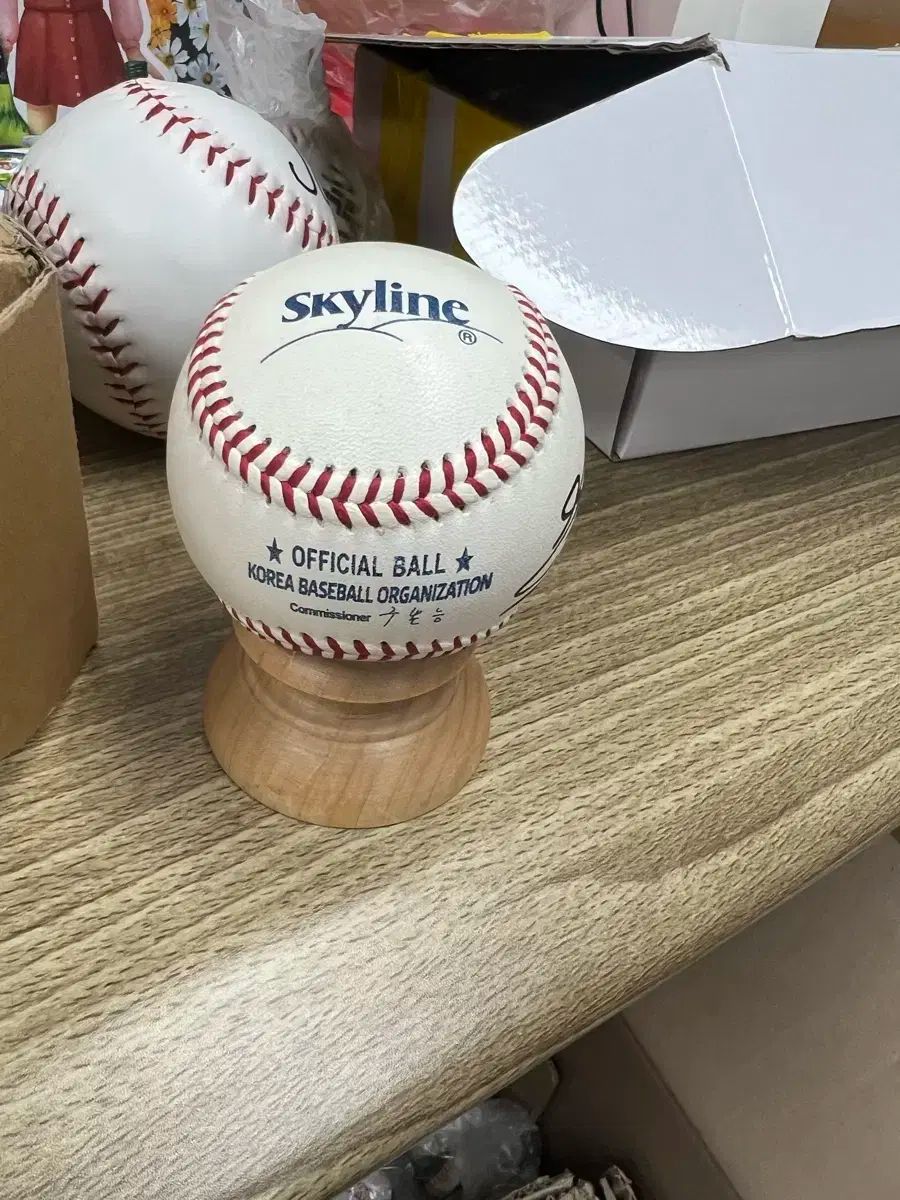 Skyline
®
★ OFFICIAL BALL ★
KOREA BASEBALL ORGANIZATION
Commissioner 구본능